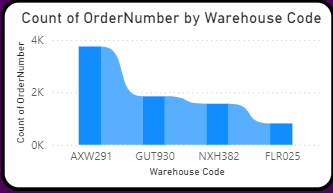 Count of OrderNumber by Warehouse Code
Count of OrderNumber
4K
2K
0K
AXW291 GUT930 NXH382 FLR025
Warehouse Code